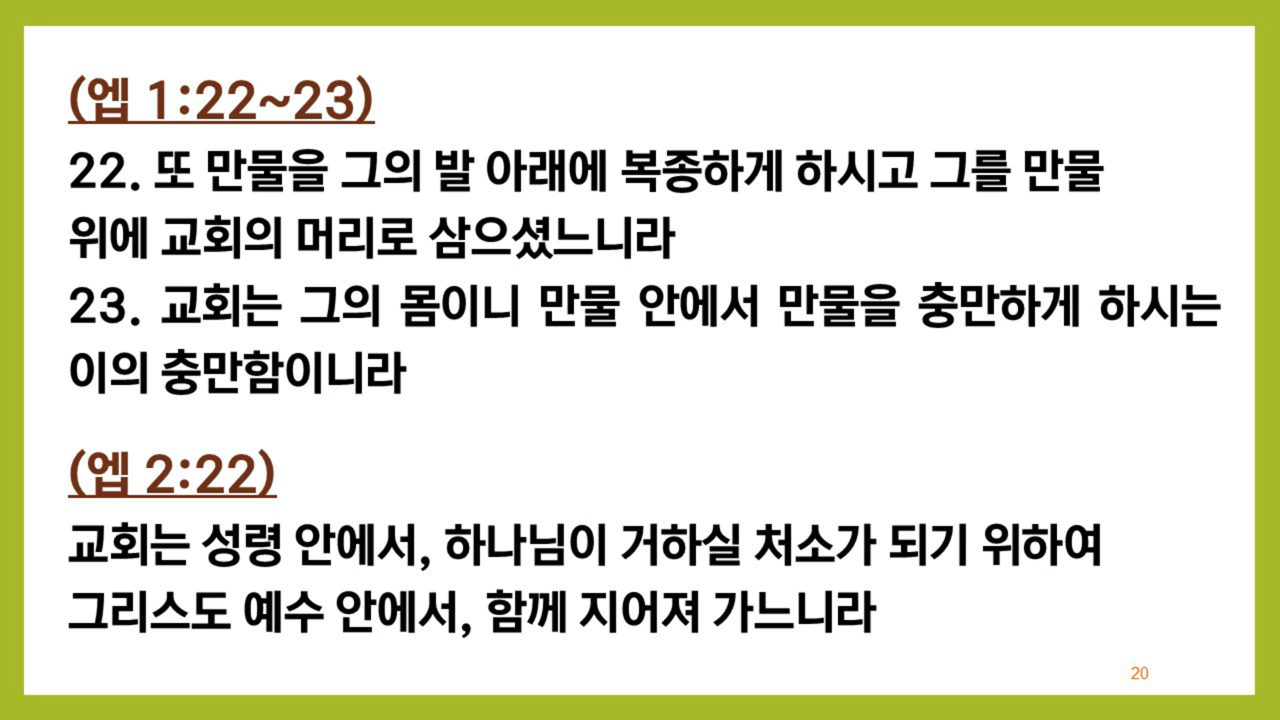 (엡 1:22~23)
22. 또 만물을 그의 발 아래에 복종하게 하시고 그를 만물
위에 교회의 머리로 삼으셨느니라
23. 교회는 그의 몸이니 만물 안에서 만물을 충만하게 하시는
이의 충만함이니라
(엡 2:22)
교회는 성령 안에서, 하나님이 거하실 처소가 되기 위하여
그리스도 예수 안에서, 함께 지어져 가느니라
20